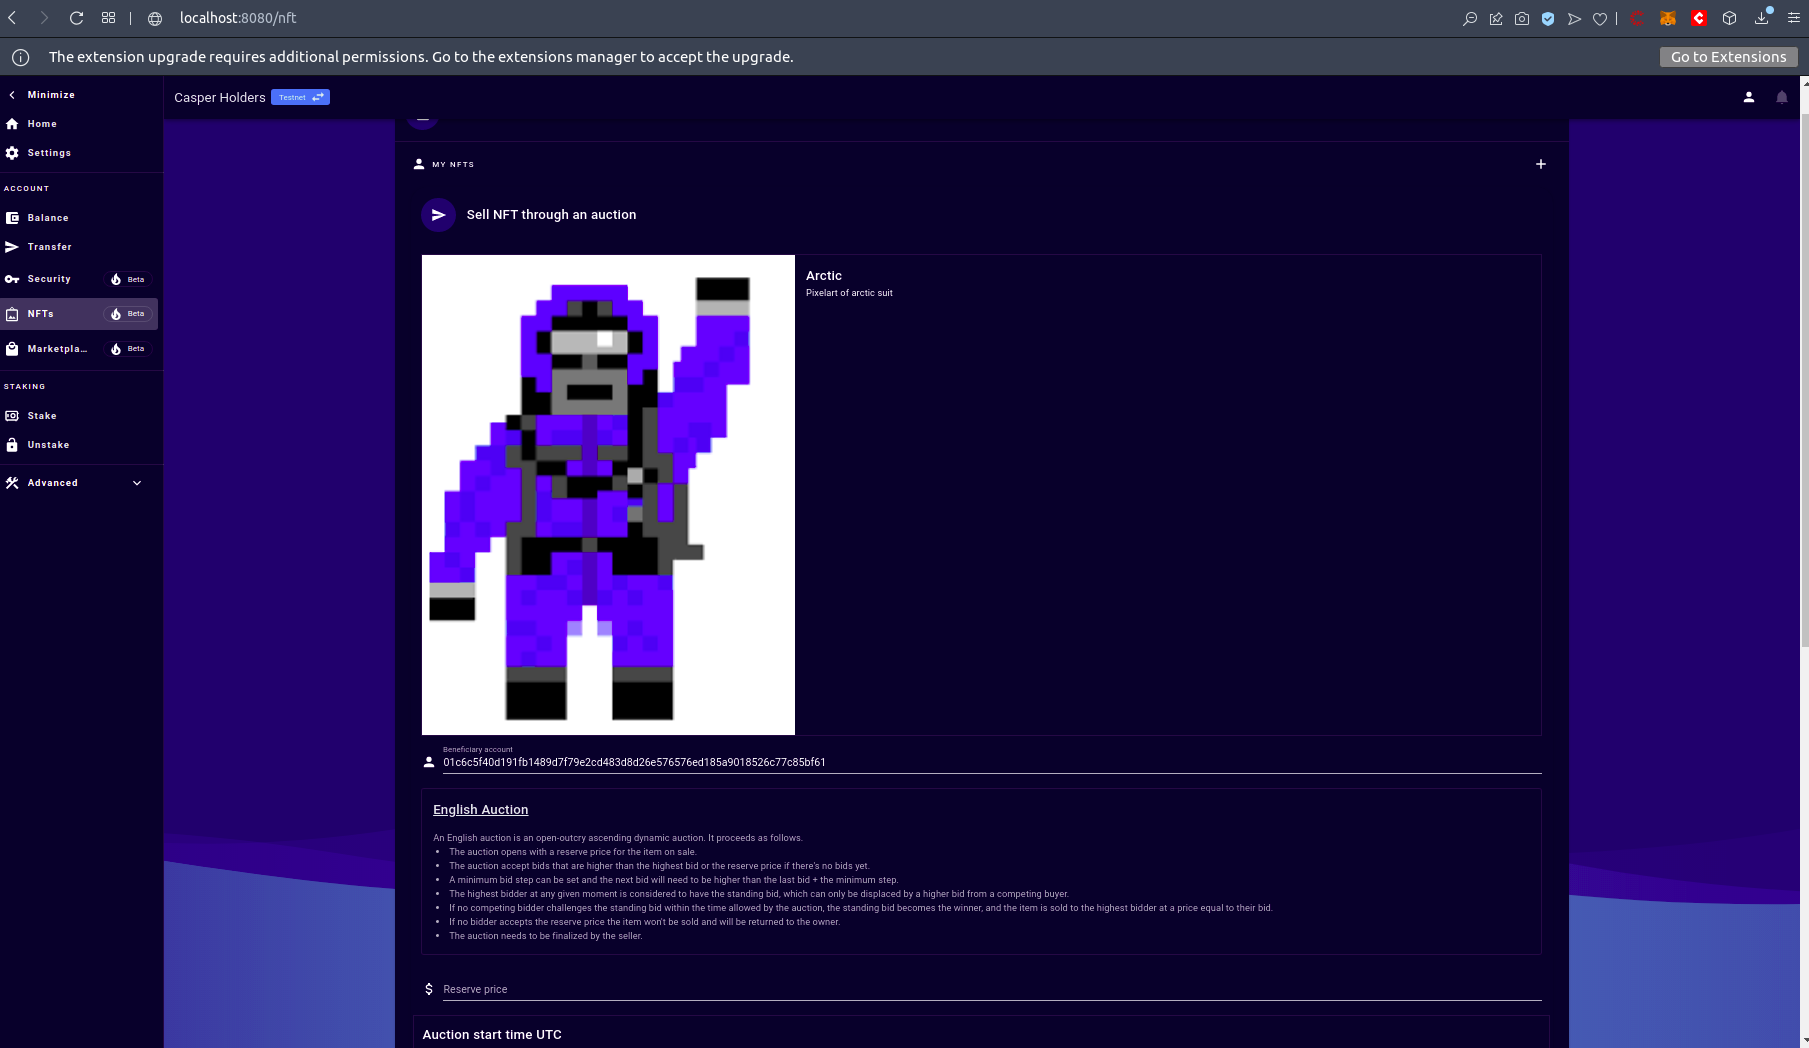 localhost:8080/nft
The extension upgrade requires additional permissions. Go to the extensions manager to accept the upgrade.
Go to Extensions
Minimize
Home
Settings
ACCOUNT
Balance
Transfer
Security Beta
NFTs Beta
Marketpla... Beta
STAKING
Stake
Unstake
Advanced
Casper Holders Testnet
MY NFTS
Sell NFT through an auction
Arctic
Pixelart of arctic suit
Beneficiary account
01c6c5f40d191fb1489d7f79e2cd483d8d26e576576ed185a9018526c77c85bf61
English Auction
An English auction is an open-outcry ascending dynamic auction. It proceeds as follows.
• The auction opens with a reserve price for the item on sale.
• The auction accept bids that are higher than the highest bid or the reserve price if there's no bids yet.
• A minimum bid step can be set and the next bid will need to be higher than the last bid + the minimum step.
• The highest bidder at any given moment is considered to have the standing bid, which can only be displaced by a higher bid from a competing buyer.
• If no competing bidder challenges the standing bid within the time allowed by the auction, the standing bid becomes the winner, and the item is sold to the highest bidder at a price equal to their bid.
• If no bidder accepts the reserve price the item won't be sold and will be returned to the owner.
• The auction needs to be finalized by the seller.
$ Reserve price
Auction start time UTC